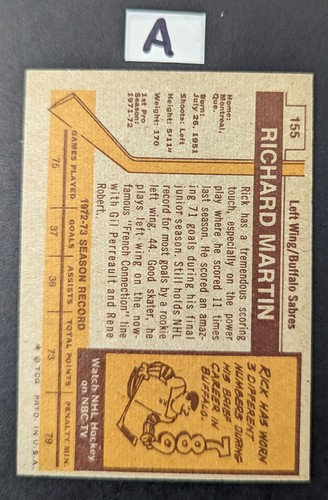 A
155
RICHARD MARTIN
Left Wing/Buffalo Sabres
Home:
Montreal,
Que.
Born:
July 26, 1951
Shoots: Left
Height: 5'11"
Weight: 170
1st Pro
Season:
1971-72
Rick has a tremendous scoring
touch, especially on the power
play where he scored 11 times
last season. He scored an amaz-
ing 71 goals during his final
junior season. Still holds NHL
record for most goals by a rookie
left wing, 44. Good skater, he
plays left wing on the now-
famous "French Connection" line
with Gil Perreault and Rene
Robert.
RICK HAS WORN
3 DIFFERENT
NUMBERS DURING
HIS BRIEF
CAREER IN
BUFFALO.
7
8
Watch NHL Hockey
on NBC-TV
1972-73 SEASON RECORD
GAMES PLAYED GOALS ASSISTS TOTAL POINTS PENALTY MIN.
75 37 36 73 79
* © T.C.G. PRTD. IN U.S.A.